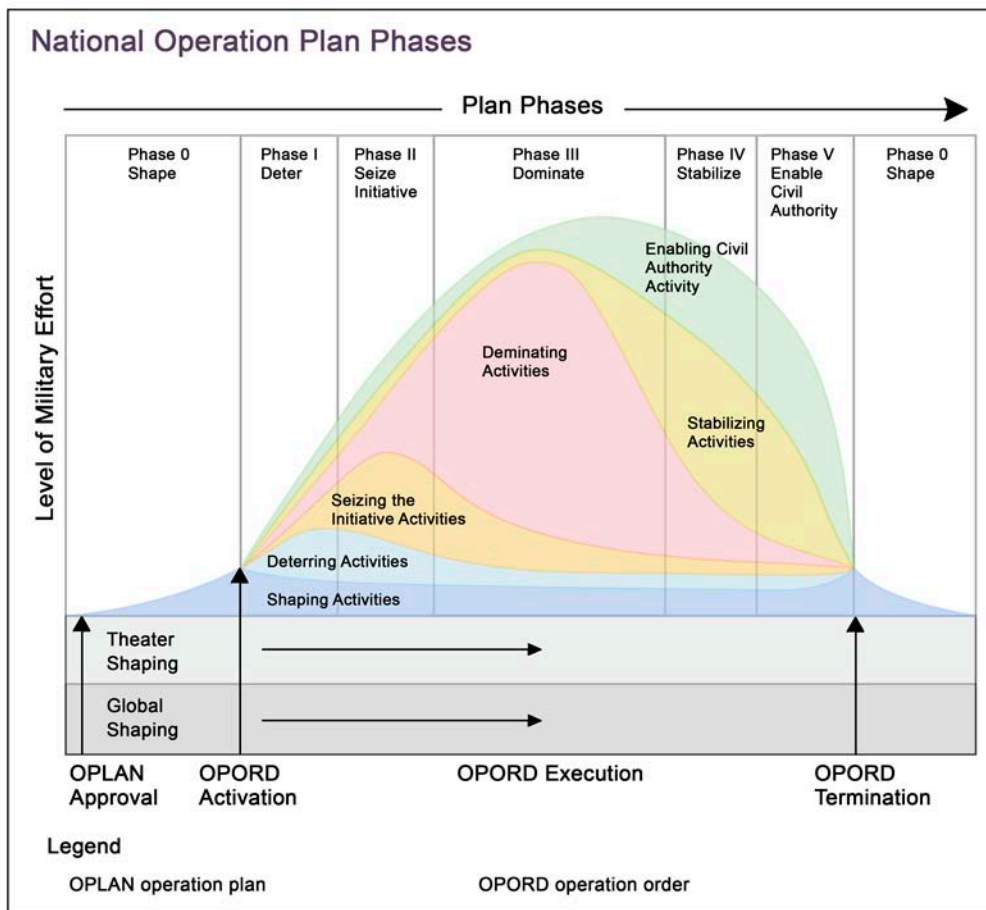 National Operation Plan Phases
Plan Phases
Phase 0
Shape
Phase I
Deter
Phase II
Seize
Initiative
Phase III
Dominate
Phase IV
Stabilize
Phase V
Enable
Civil
Authority
Phase 0
Shape
Level of Military Effort
Enabling Civil
Authority
Activity
Deminating
Activities
Stabilizing
Activities
Seizing the
Initiative Activities
Deterring Activities
Shaping Activities
Theater
Shaping
Global
Shaping
OPLAN
Approval
OPORD
Activation
OPORD Execution
OPORD
Termination
Legend
OPLAN operation plan
OPORD operation order